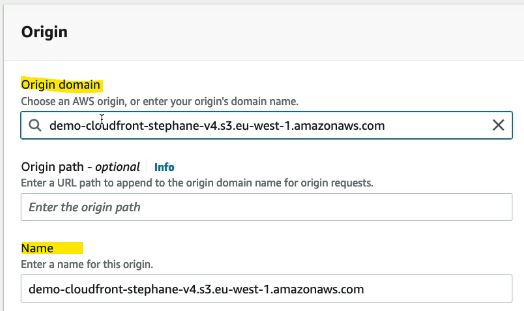 Origin
Origin domain
Choose an AWS origin, or enter your origin's domain name.
demo-cloudfront-stephane-v4.s3.eu-west-1.amazonaws.com
Origin path - optional Info
Enter a URL path to append to the origin domain name for origin requests.
Enter the origin path
Name
Enter a name for this origin.
demo-cloudfront-stephane-v4.s3.eu-west-1.amazonaws.com